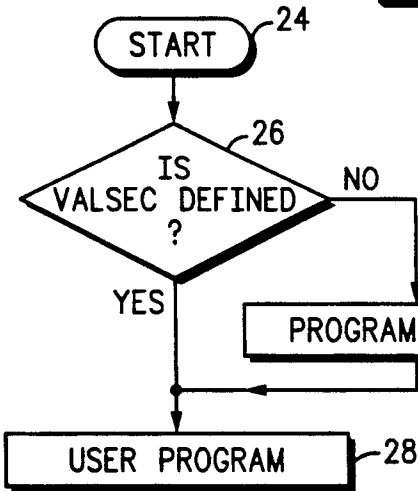 START
24
26
IS
VALSEC DEFINED
?
NO
YES
PROGRAM
USER PROGRAM
28